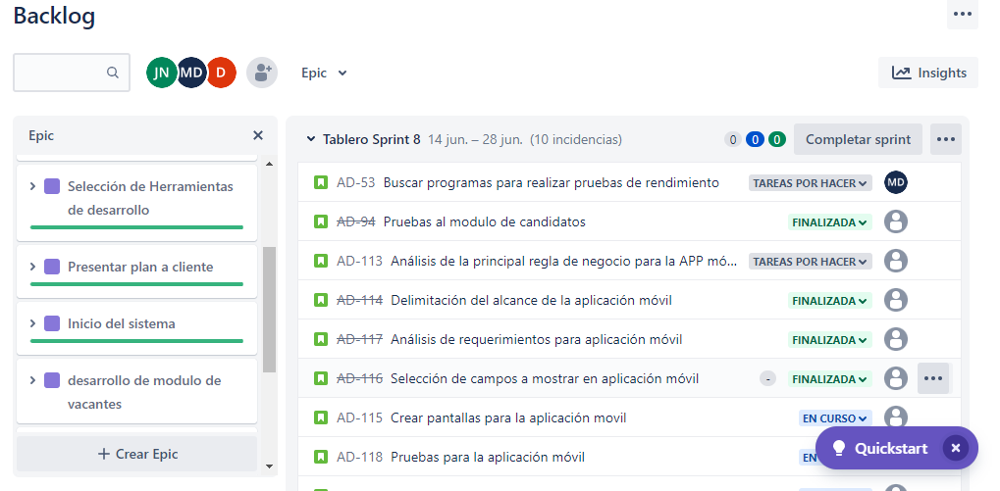 Backlog
JN MD D Epic Insights
Epic
Selección de Herramientas
de desarrollo
Presentar plan a cliente
Inicio del sistema
desarrollo de modulo de
vacantes
+ Crear Epic
Tablero Sprint 8 14 jun. – 28 jun. (10 incidencias) 0 0 0 Completar sprint
AD-53 Buscar programas para realizar pruebas de rendimiento TAREAS POR HACER MD
AD-94 Pruebas al modulo de candidatos FINALIZADA
AD-113 Análisis de la principal regla de negocio para la APP mó... TAREAS POR HACER
AD-114 Delimitación del alcance de la aplicación móvil FINALIZADA
AD-117 Análisis de requerimientos para aplicación móvil FINALIZADA
AD-116 Selección de campos a mostrar en aplicación móvil - FINALIZADA
AD-115 Crear pantallas para la aplicacion movil EN CURSO
AD-118 Pruebas para la aplicación móvil EN
Quickstart